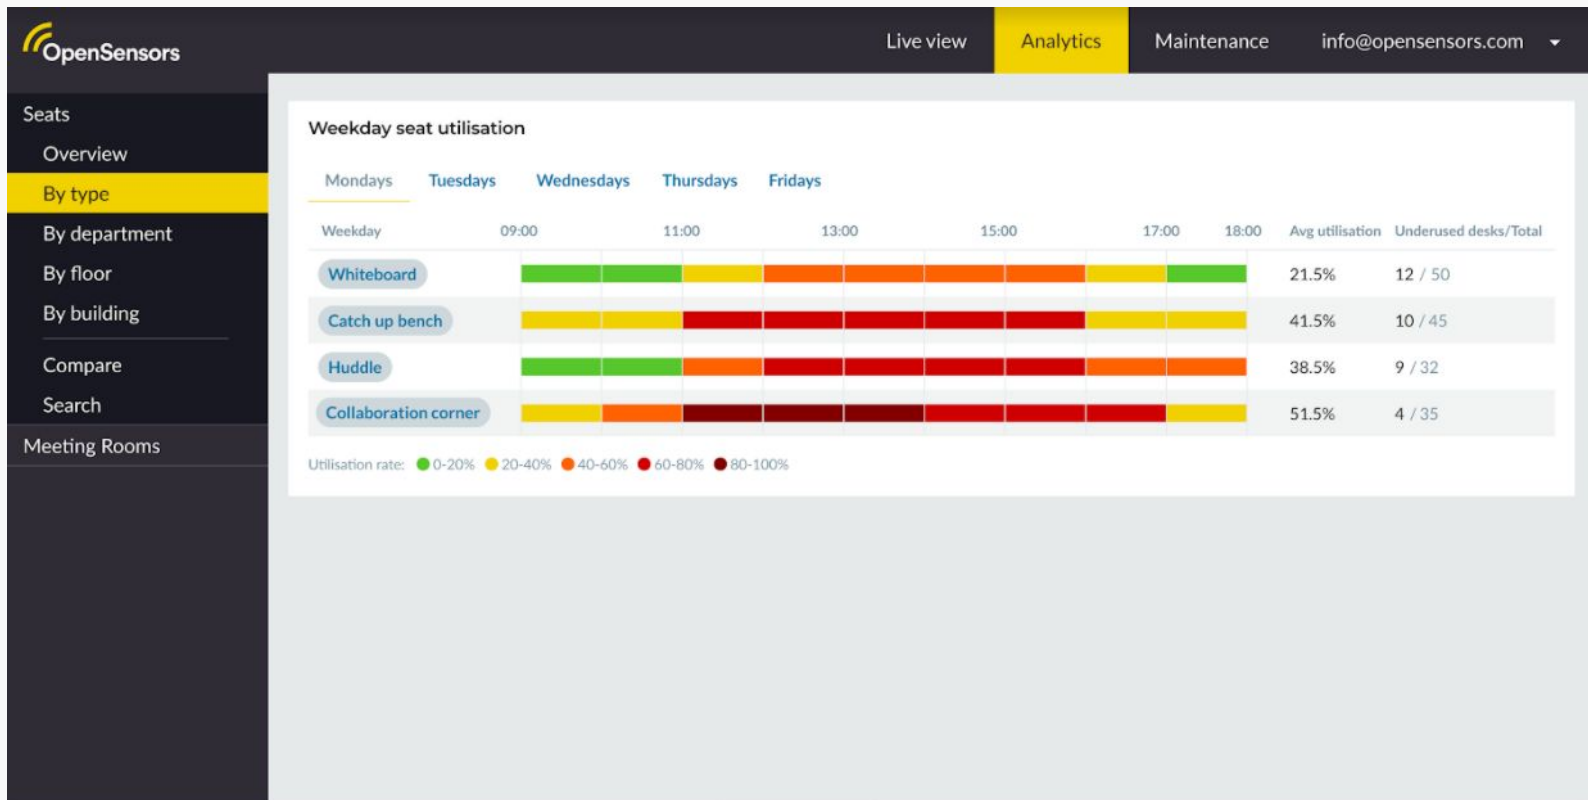 OpenSensors
Live view Analytics Maintenance info@opensensors.com
Seats
Overview
By type
By department
By floor
By building
Compare
Search
Meeting Rooms
Weekday seat utilisation
Mondays Tuesdays Wednesdays Thursdays Fridays
Weekday 09:00 11:00 13:00 15:00 17:00 18:00 Avg utilisation Underused desks/Total
Whiteboard 21.5% 12 / 50
Catch up bench 41.5% 10 / 45
Huddle 38.5% 9 / 32
Collaboration corner 51.5% 4 / 35
Utilisation rate: 0-20% 20-40% 40-60% 60-80% 80-100%